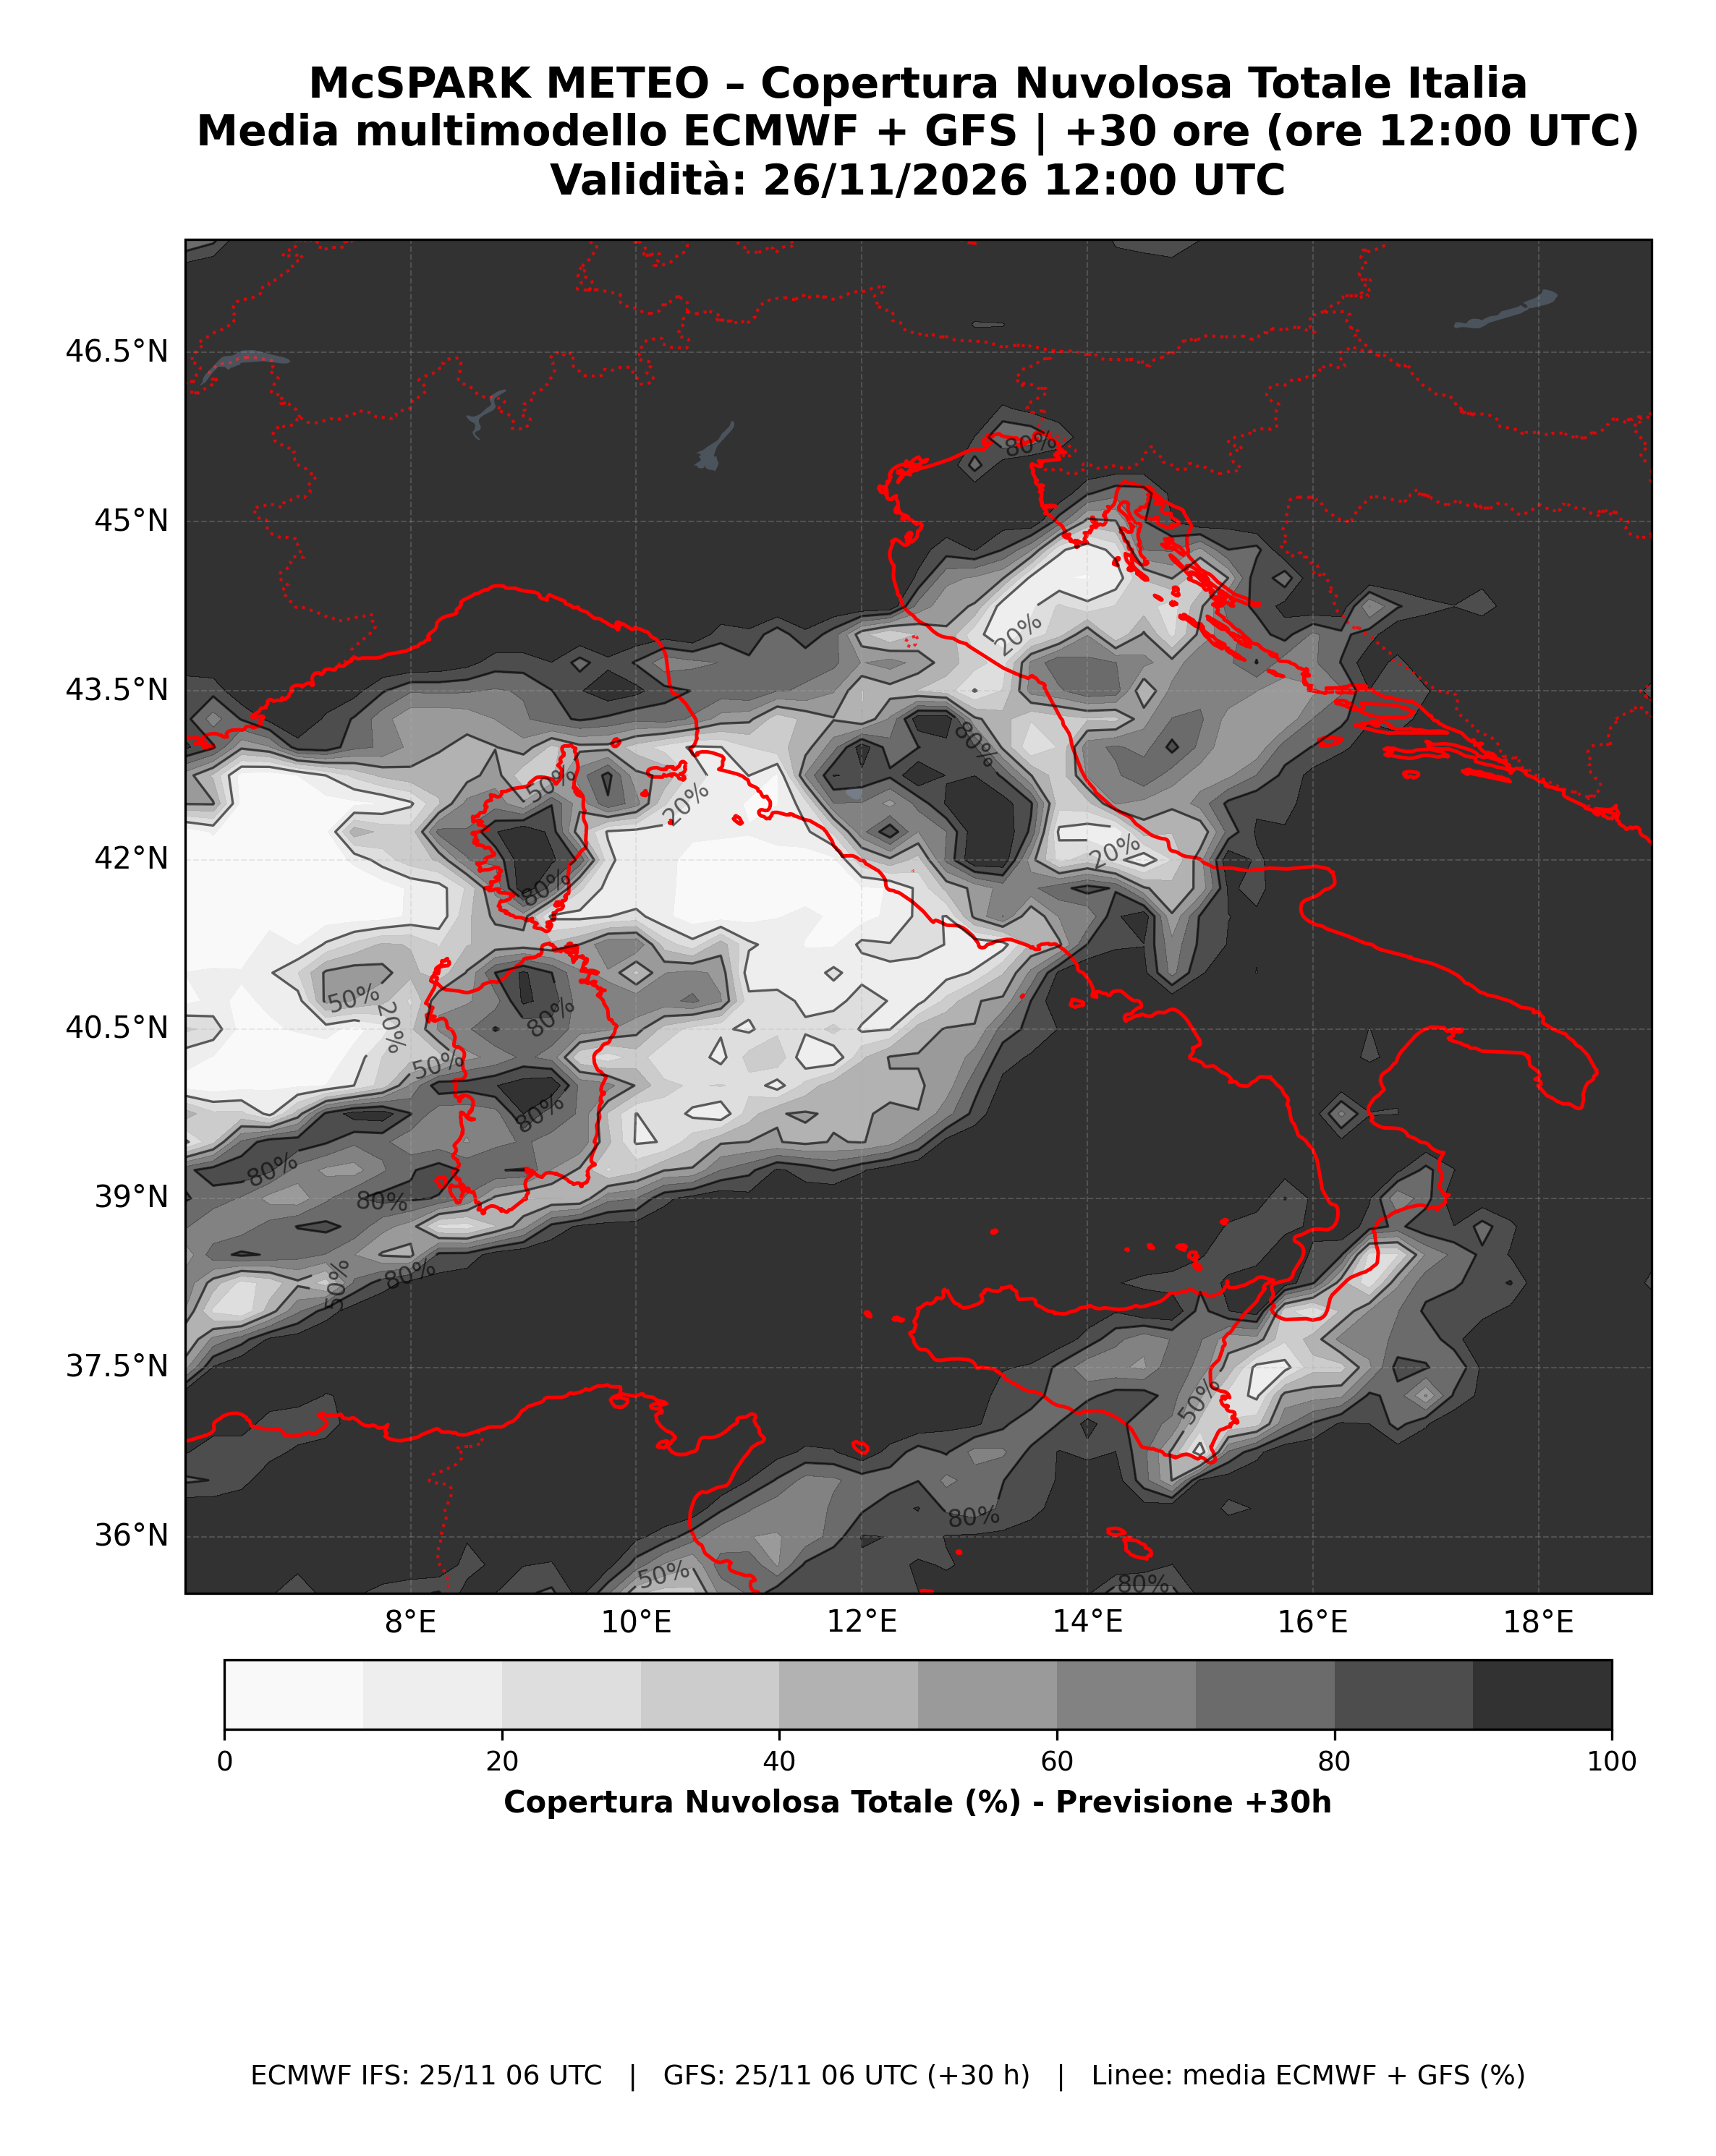 McSPARK METEO – Copertura Nuvolosa Totale Italia
Media multimodello ECMWF + GFS | +30 ore (ore 12:00 UTC)
Validità: 26/11/2026 12:00 UTC
46.5°N
80%
45°N
20%
43.5°N
80%
50%
20%
20%
42°N
80%
50%
20%
80%
40.5°N
50%
80%
80%
80%
39°N
50%
80%
37.5°N
50%
80%
36°N
50%
80%
8°E 10°E 12°E 14°E 16°E 18°E
0 20 40 60 80 100
Copertura Nuvolosa Totale (%) - Previsione +30h
ECMWF IFS: 25/11 06 UTC | GFS: 25/11 06 UTC (+30 h) | Linee: media ECMWF + GFS (%)